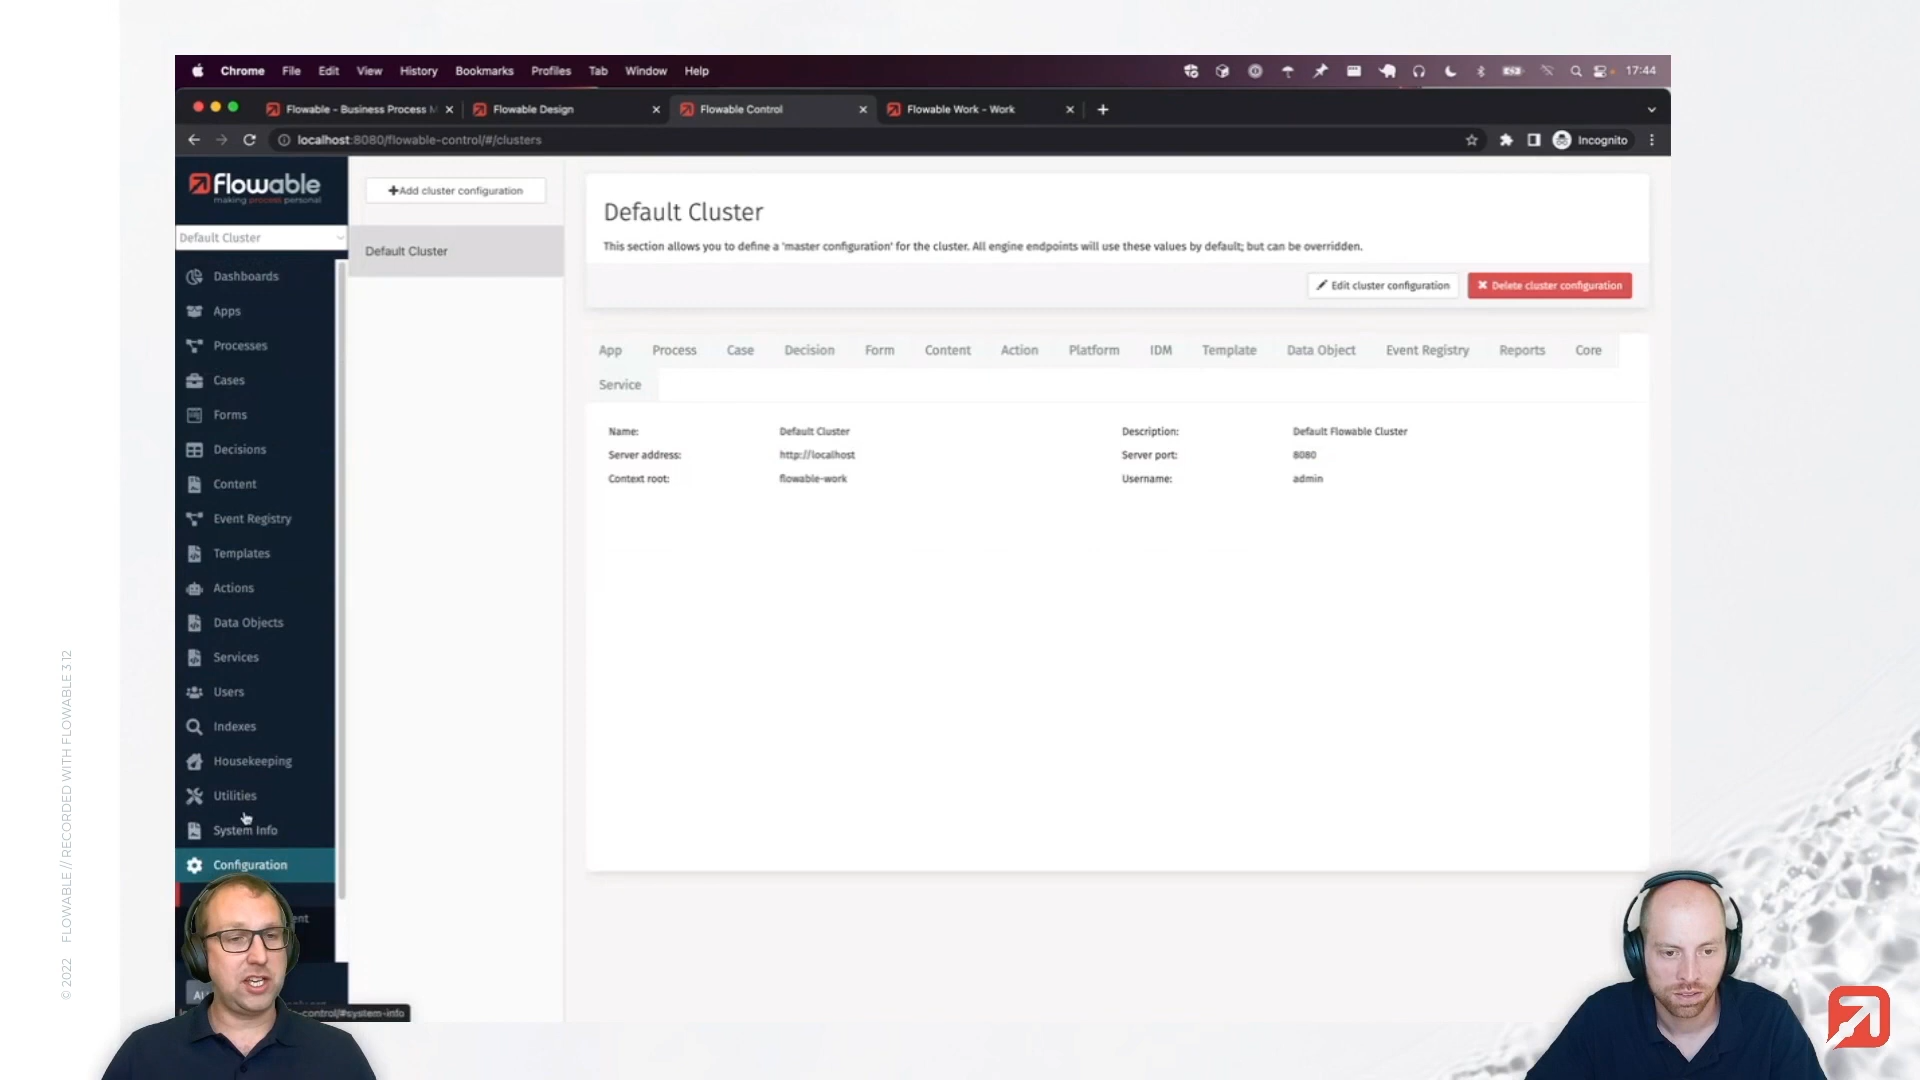 Chrome File Edit View History Bookmarks Profiles Tab Window Help 17:44
Flowable - Business Process M Flowable Design Flowable Control Flowable Work - Work
localhost:8080/flowable-control/#/clusters Incognito
flowable
making process personal
Default Cluster
Dashboards
Apps
Processes
Cases
Forms
Decisions
Content
Event Registry
Templates
Actions
Data Objects
Services
Users
Indexes
Housekeeping
Utilities
System Info
Configuration
ent
-control/#system-info
Add cluster configuration
Default Cluster
Default Cluster
This section allows you to define a 'master configuration' for the cluster. All engine endpoints will use these values by default; but can be overridden.
Edit cluster configuration Delete cluster configuration
App Process Case Decision Form Content Action Platform IDM Template Data Object Event Registry Reports Core
Service
Name: Default Cluster Description: Default Flowable Cluster
Server address: http://localhost Server port: 8080
Context root: flowable-work Username: admin
© 2022 FLOWABLE // RECORDED WITH FLOWABLE 3.12